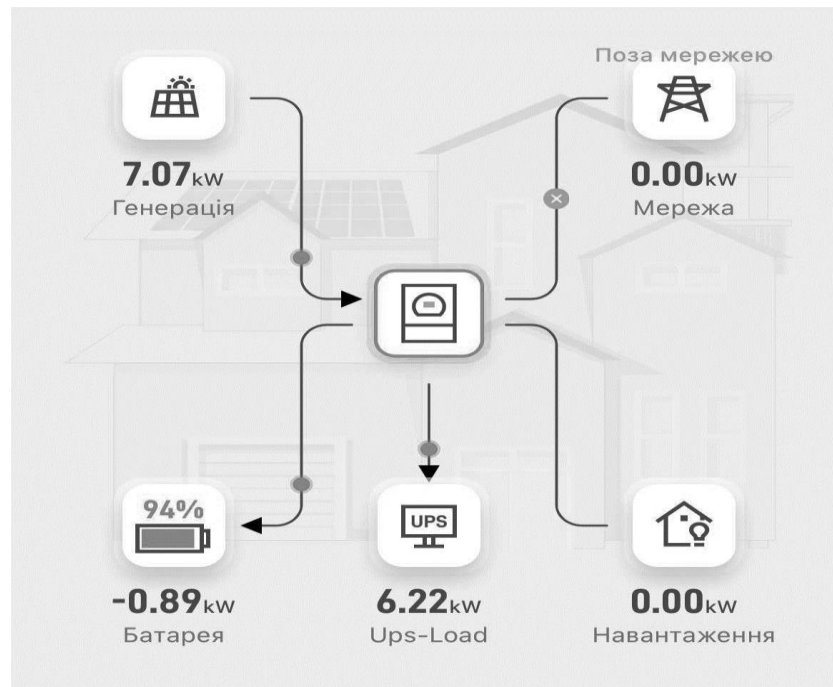 Поза мережею
7.07kW
Генерація
0.00kW
Мережа
94%
UPS
-0.89kW
Батарея
6.22kW
Ups-Load
0.00kW
Навантаження